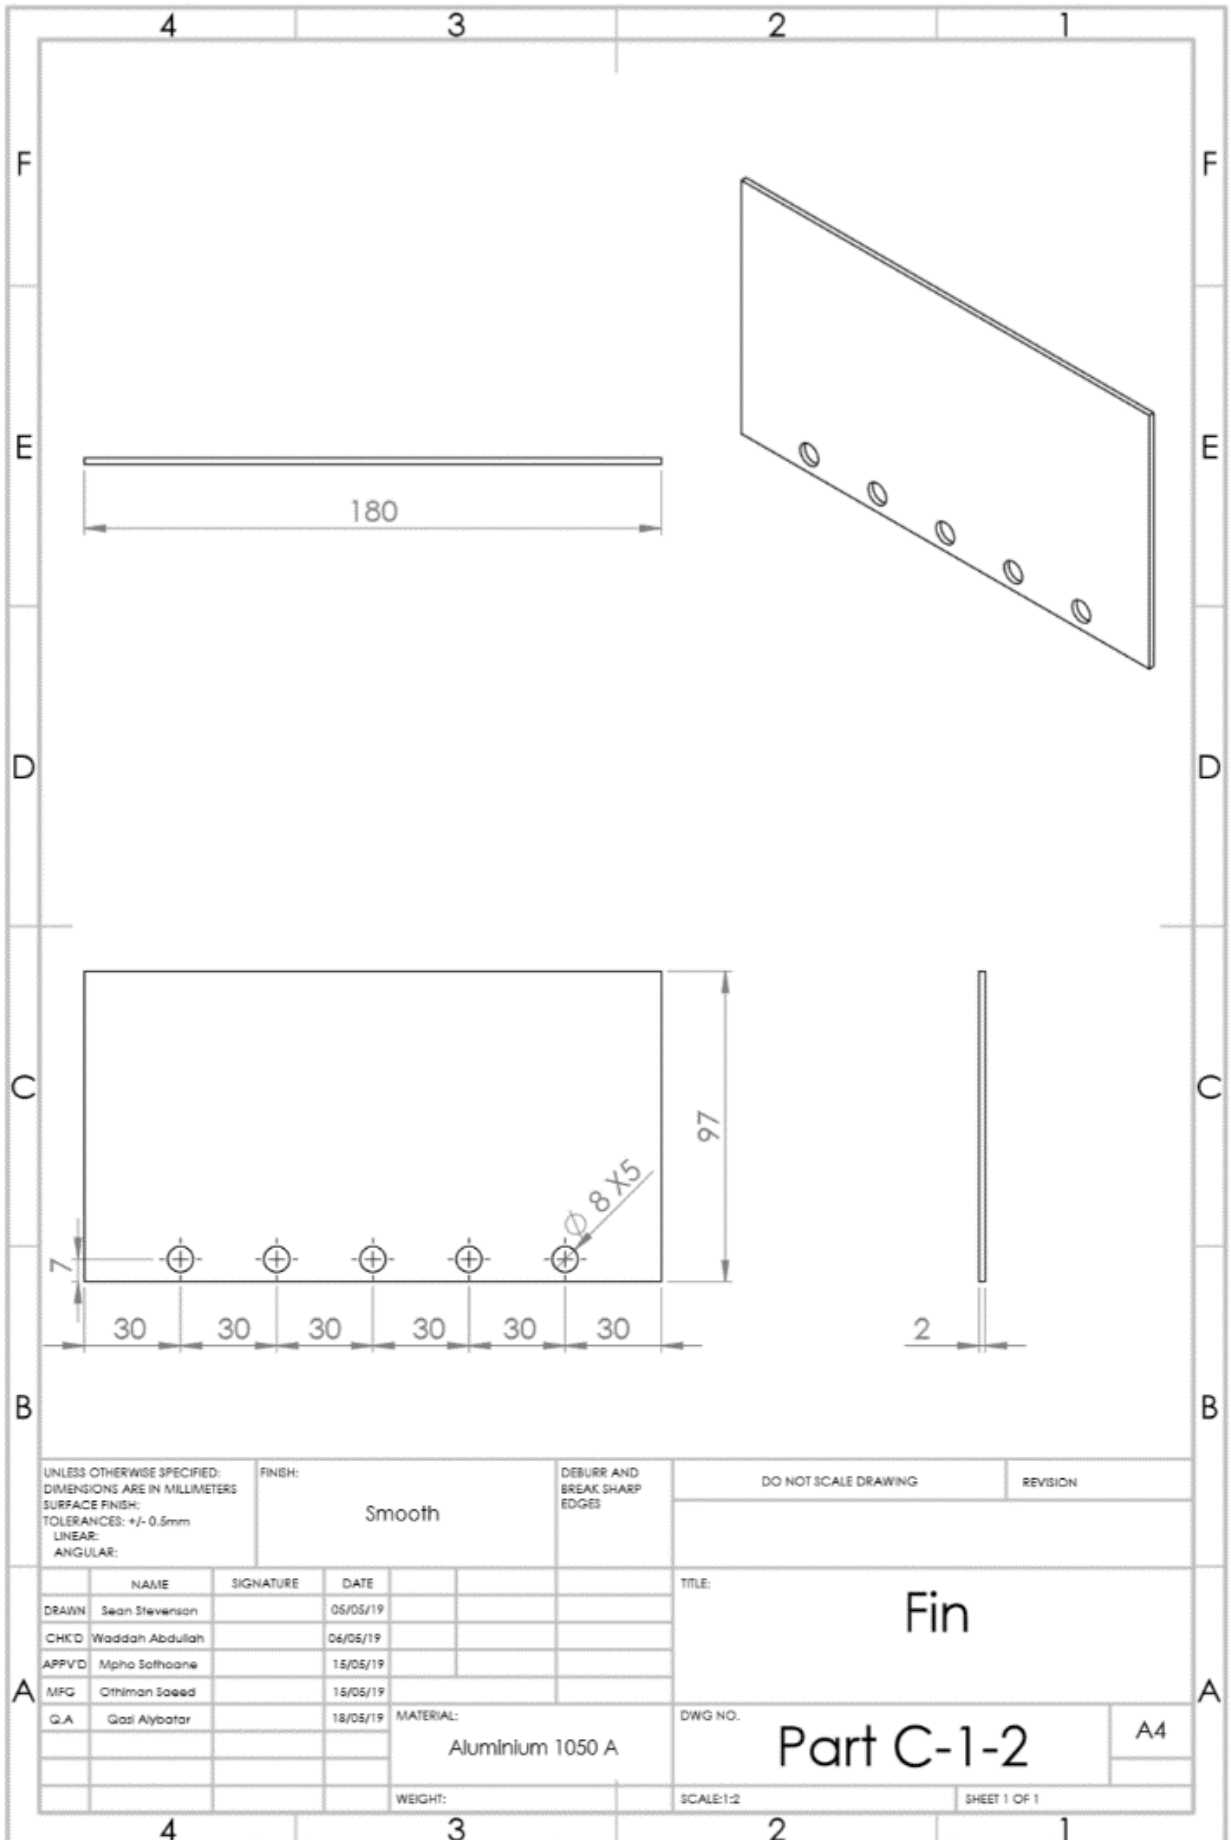 4 3 2 1
F F
E E
180
D D
C C
97
Ø 8 X5
7
30 30 30 30 30 30
2
B B
UNLESS OTHERWISE SPECIFIED:
DIMENSIONS ARE IN MILLIMETERS
SURFACE FINISH:
TOLERANCES: +/- 0.5mm
LINEAR:
ANGULAR:
FINISH:
Smooth
DEBURR AND
BREAK SHARP
EDGES
DO NOT SCALE DRAWING
REVISION
NAME SIGNATURE DATE
DRAWN Sean Stevenson 05/05/19
CHK'D Waddah Abdullah 06/05/19
APPV'D Mpho Sothoane 15/05/19
MFG Othiman Saeed 15/05/19
Q.A Qasi Alybatar 18/05/19
TITLE:
Fin
A A
MATERIAL:
Aluminium 1050 A
DWG NO.
Part C-1-2
A4
WEIGHT:
SCALE:1:2
SHEET 1 OF 1
4 3 2 1